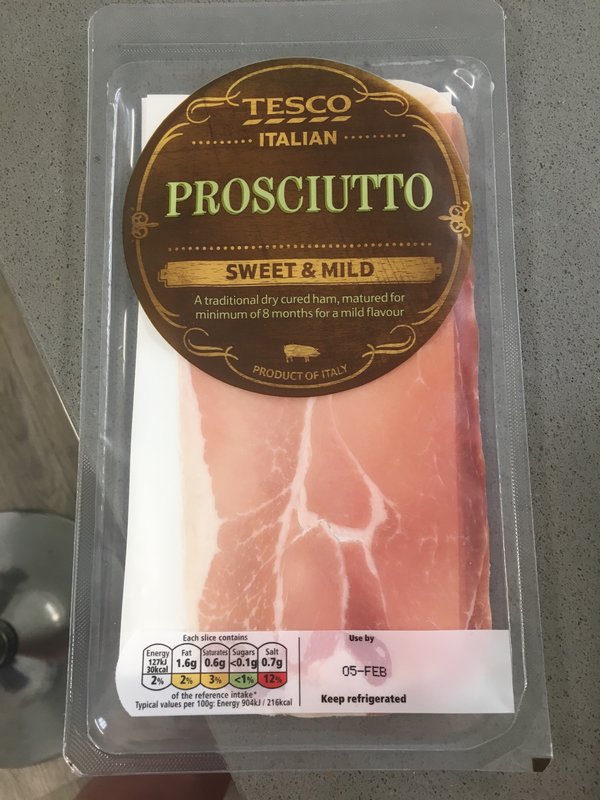 TESCO
ITALIAN
PROSCIUTTO
SWEET & MILD
A traditional dry cured ham, matured for
minimum of 8 months for a mild flavour
PRODUCT OF ITALY
Each slice contains
Energy Fat Saturates Sugars Salt
127kJ 30kcal 1.6g 0.6g <0.1g 0.7g
2% 2% 3% <1% 12%
of the reference intake*
Typical values per 100g: Energy 904kJ / 216kcal
Use by
05-FEB
Keep refrigerated